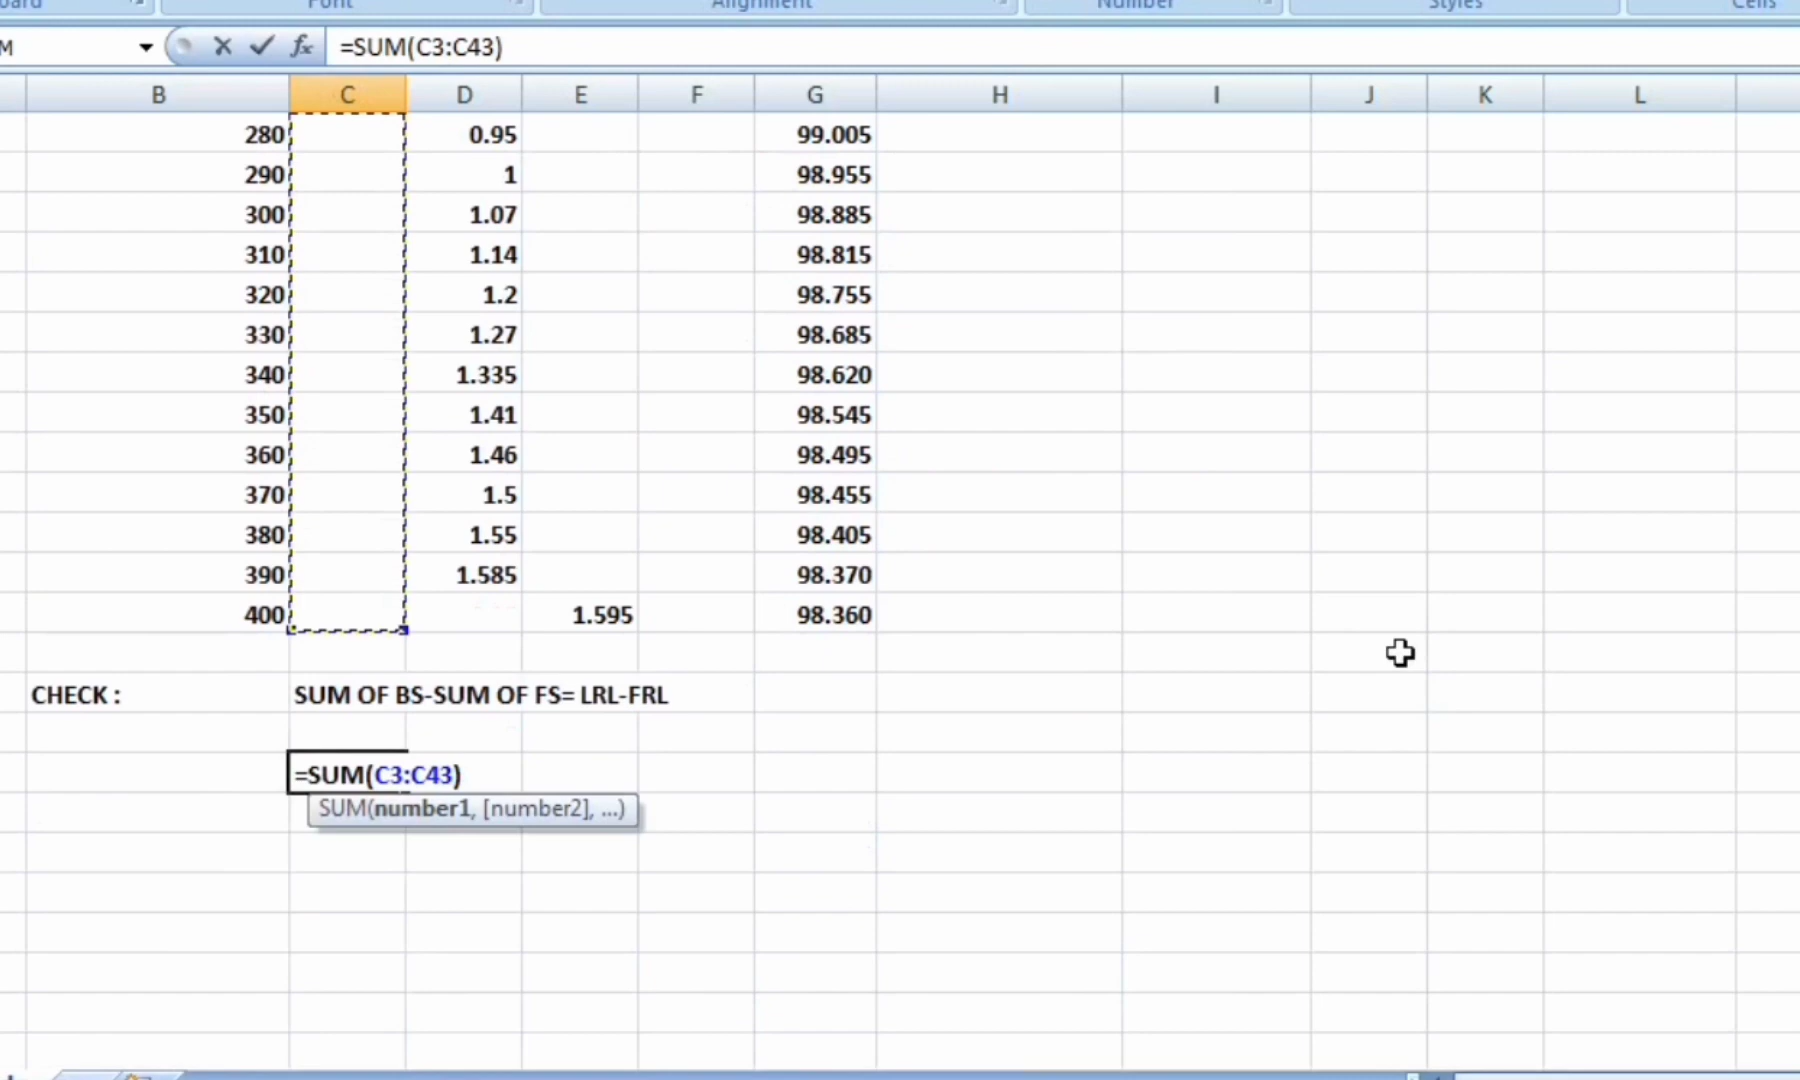 Font Alignment Number Styles Cells
=SUM(C3:C43)
B C D E F G H I J K L
280 0.95 99.005
290 1 98.955
300 1.07 98.885
310 1.14 98.815
320 1.2 98.755
330 1.27 98.685
340 1.335 98.620
350 1.41 98.545
360 1.46 98.495
370 1.5 98.455
380 1.55 98.405
390 1.585 98.370
400 1.595 98.360
CHECK : SUM OF BS-SUM OF FS= LRL-FRL
=SUM(C3:C43)
SUM(number1, [number2], ...)